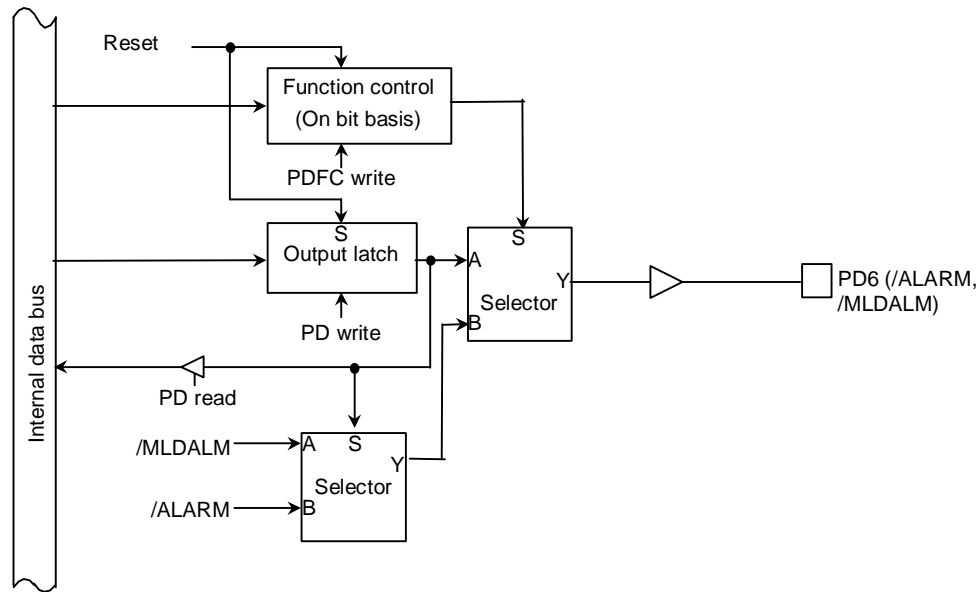 Reset
Function control
(On bit basis)
PDFC write
S
Output latch
PD write
S
A
Y
Selector
B
PD6 (/ALARM,
/MLDALM)
Internal data bus
PD read
/MLDALM
A
S
Y
Selector
/ALARM
B